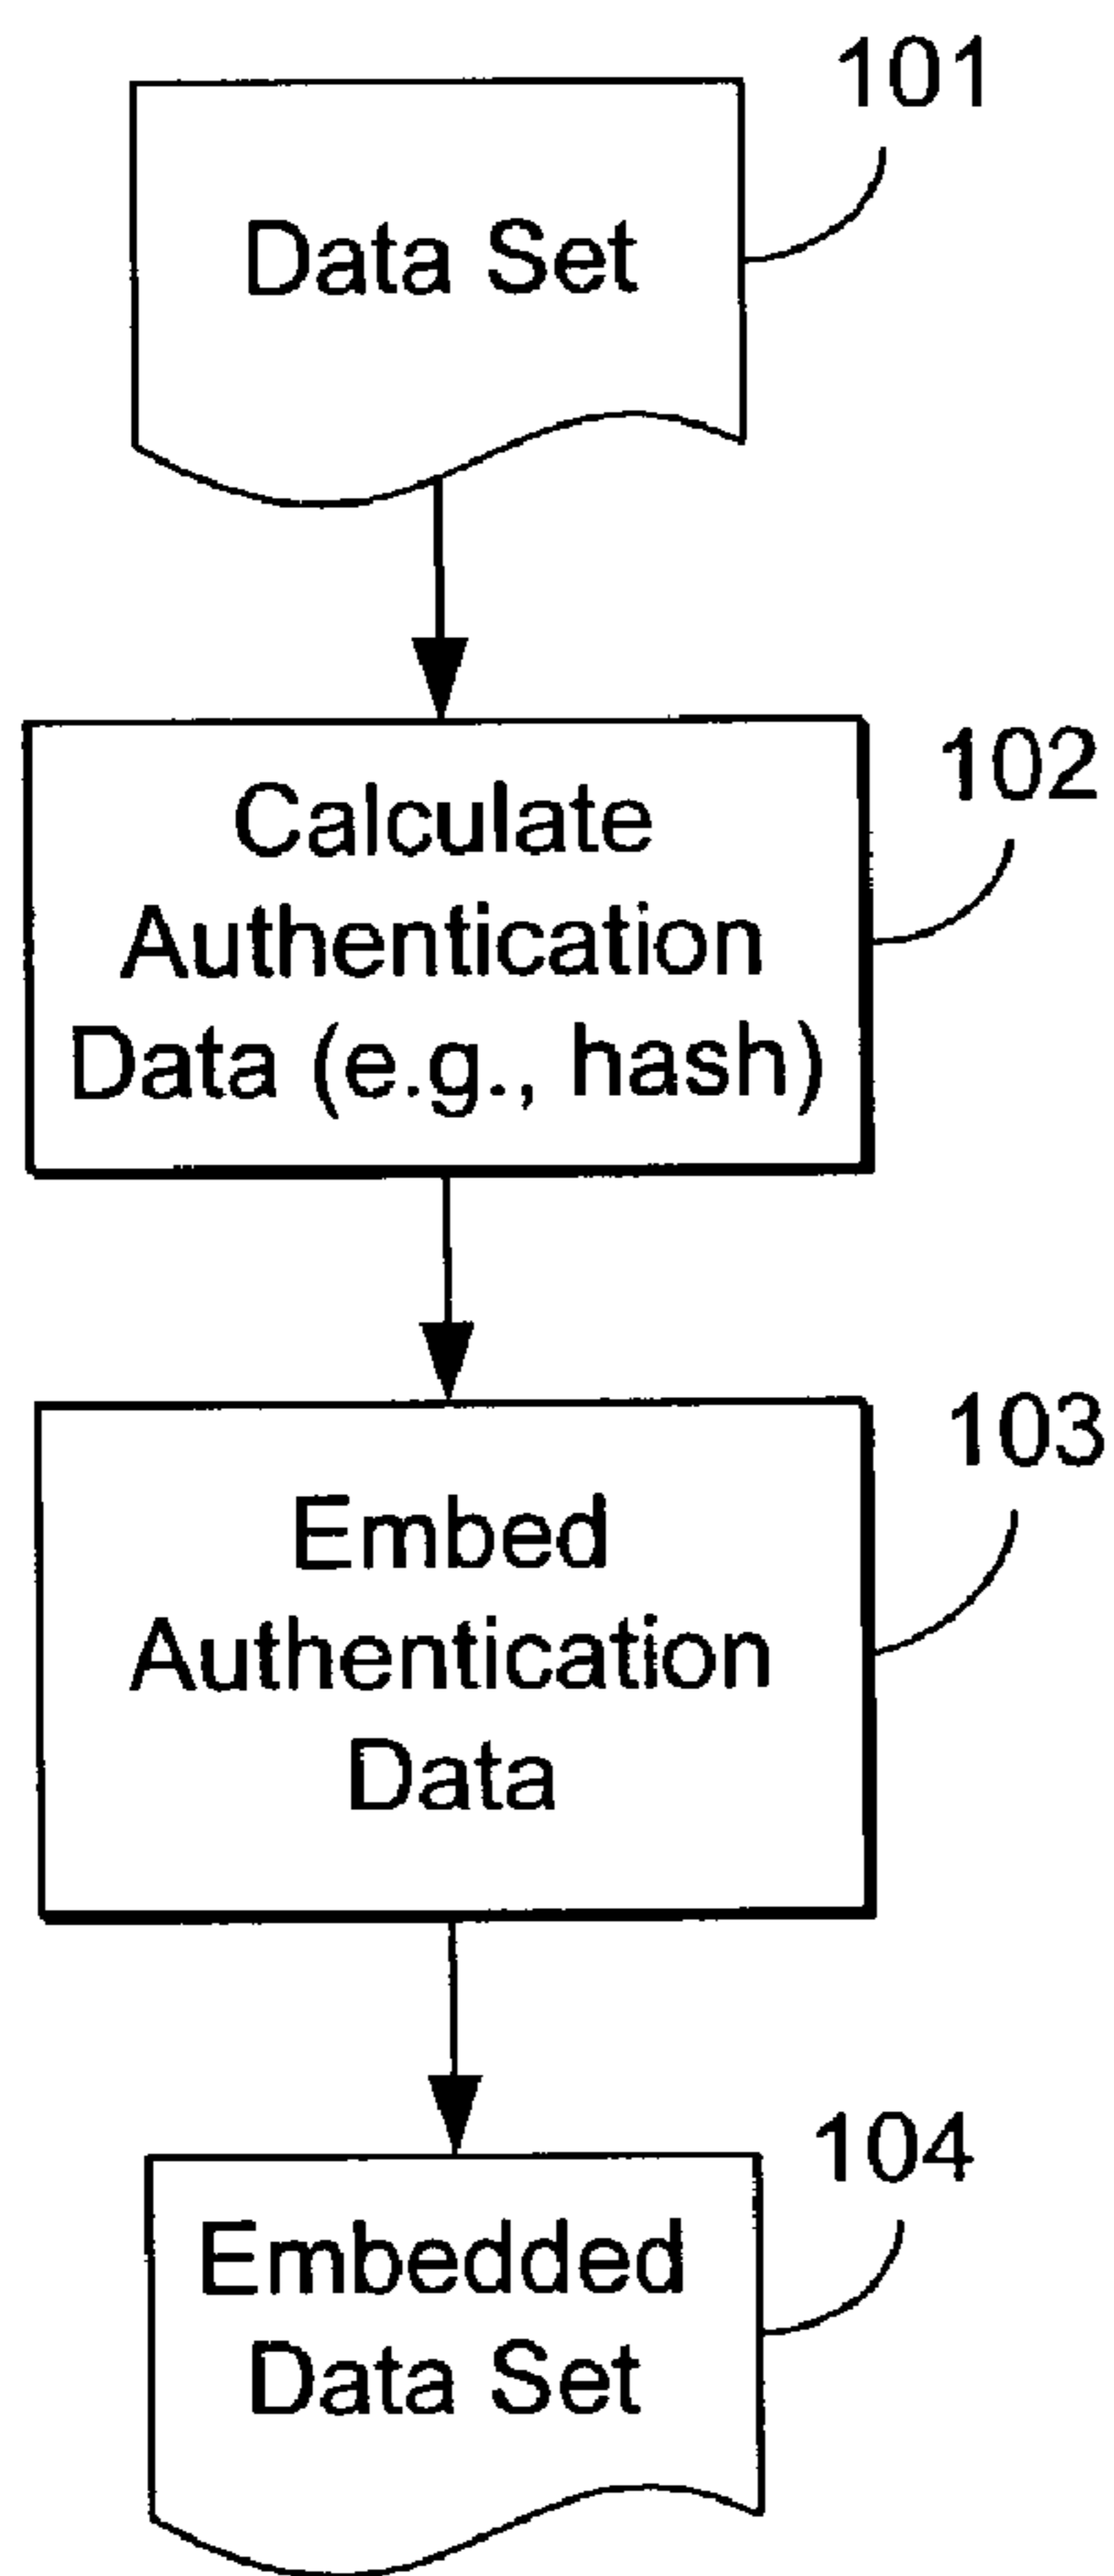 101
Data Set
102
Calculate
Authentication
Data (e.g., hash)
103
Embed
Authentication
Data
104
Embedded
Data Set